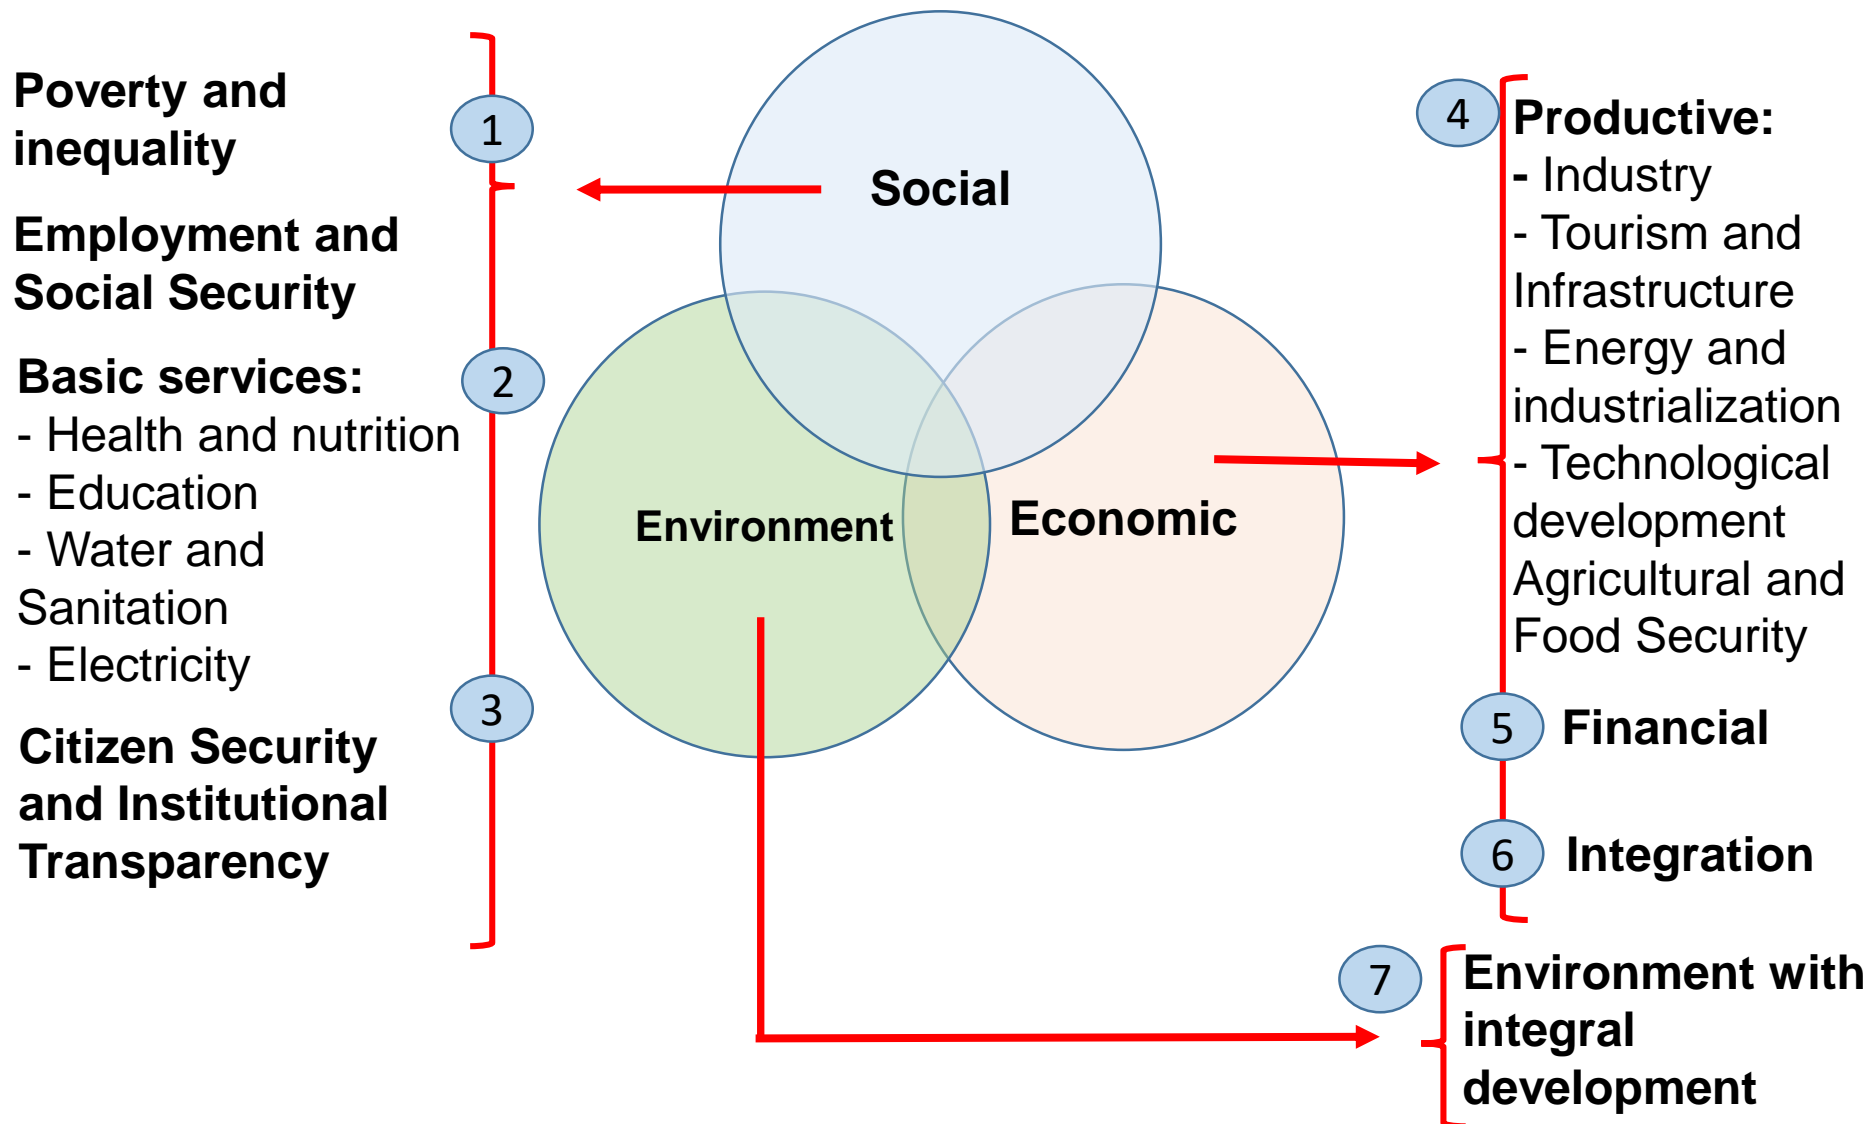 Poverty and
inequality
1
Employment and
Social Security
Basic services:
2
- Health and nutrition
- Education
- Water and
Sanitation
- Electricity
3
Citizen Security
and Institutional
Transparency
Social
Environment
Economic
4
Productive:
- Industry
- Tourism and
Infrastructure
- Energy and
industrialization
- Technological
development
Agricultural and
Food Security
5
Financial
6
Integration
7
Environment with
integral
development